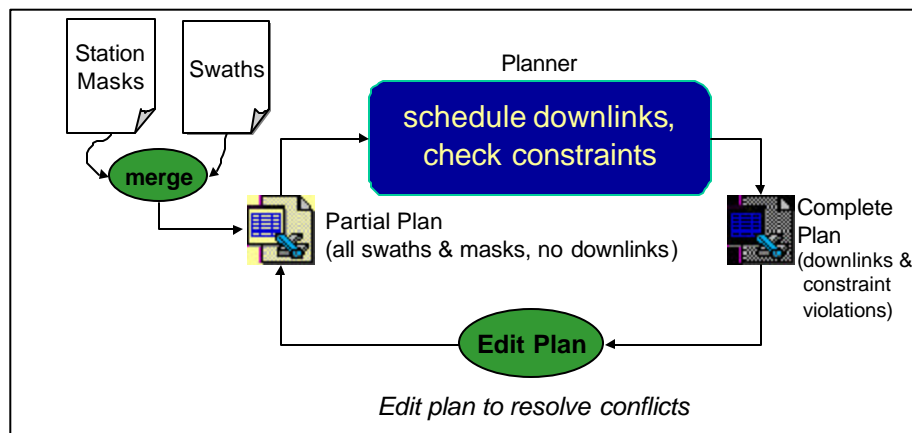 Station
Masks
Swaths
merge
Planner
schedule downlinks,
check constraints
Partial Plan
(all swaths & masks, no downlinks)
Complete
Plan
(downlinks &
constraint
violations)
Edit Plan
Edit plan to resolve conflicts